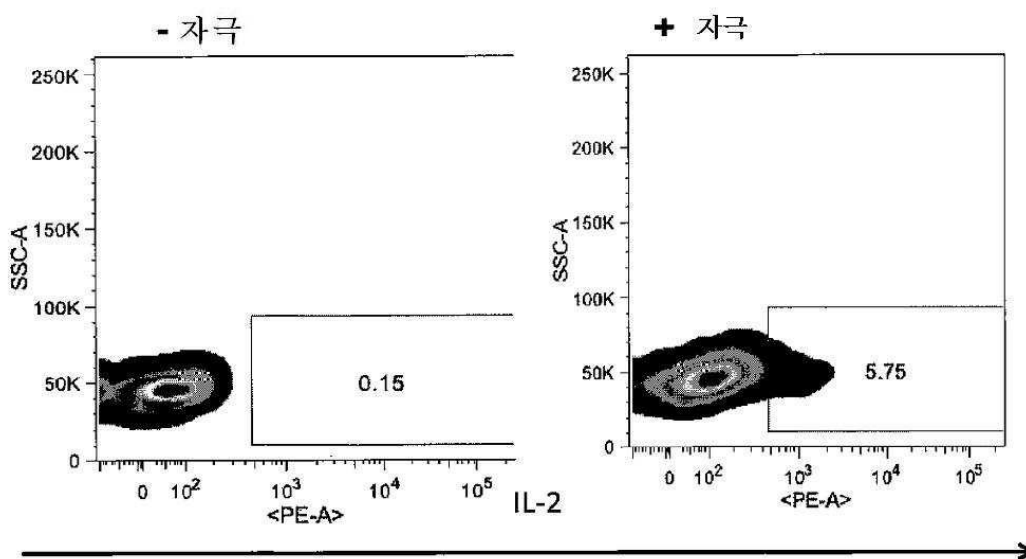 - 자극
+ 자극
250K
200K
150K
100K
50K
0
SSC-A
0.15
0 10² 10³ 10⁴ 10⁵
<PE-A>
250K
200K
150K
100K
50K
0
SSC-A
5.75
0 10² 10³ 10⁴ 10⁵
<PE-A>
IL-2